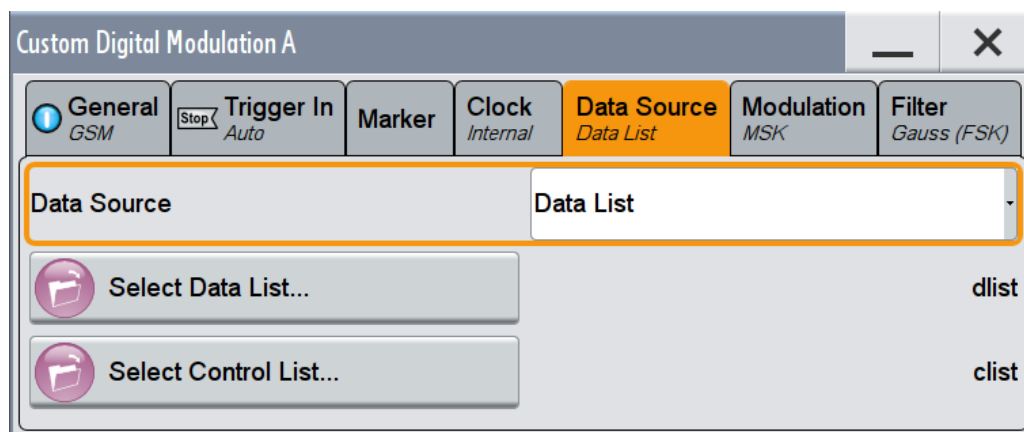 Custom Digital Modulation A
General
GSM
Stop
Trigger In
Auto
Marker
Clock
Internal
Data Source
Data List
Modulation
MSK
Filter
Gauss (FSK)
Data Source
Data List
Select Data List...
dlist
Select Control List...
clist